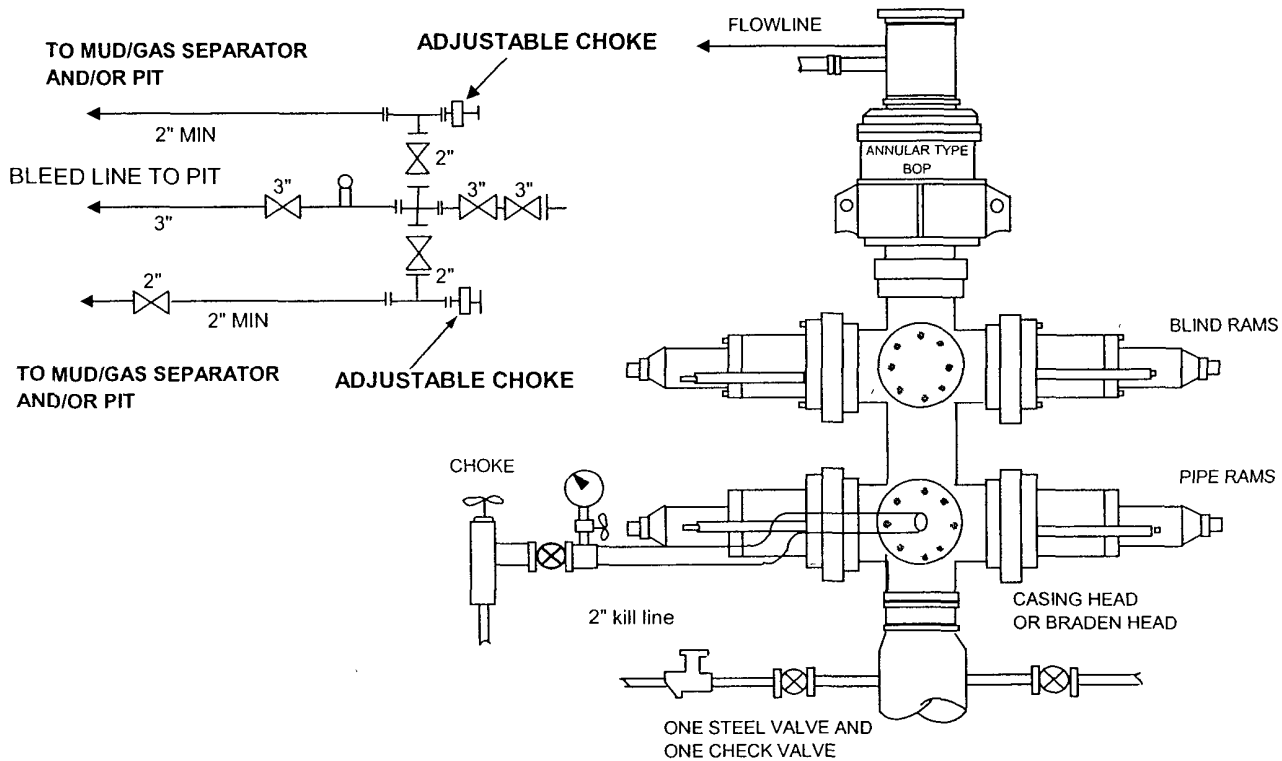 FLOWLINE
TO MUD/GAS SEPARATOR
AND/OR PIT
ADJUSTABLE CHOKE
2" MIN
2"
ANNULAR TYPE
BOP
BLEED LINE TO PIT
3"
3"
3"
3"
2"
2"
2" MIN
BLIND RAMS
TO MUD/GAS SEPARATOR
AND/OR PIT
ADJUSTABLE CHOKE
CHOKE
PIPE RAMS
2" kill line
CASING HEAD
OR BRADEN HEAD
ONE STEEL VALVE AND
ONE CHECK VALVE